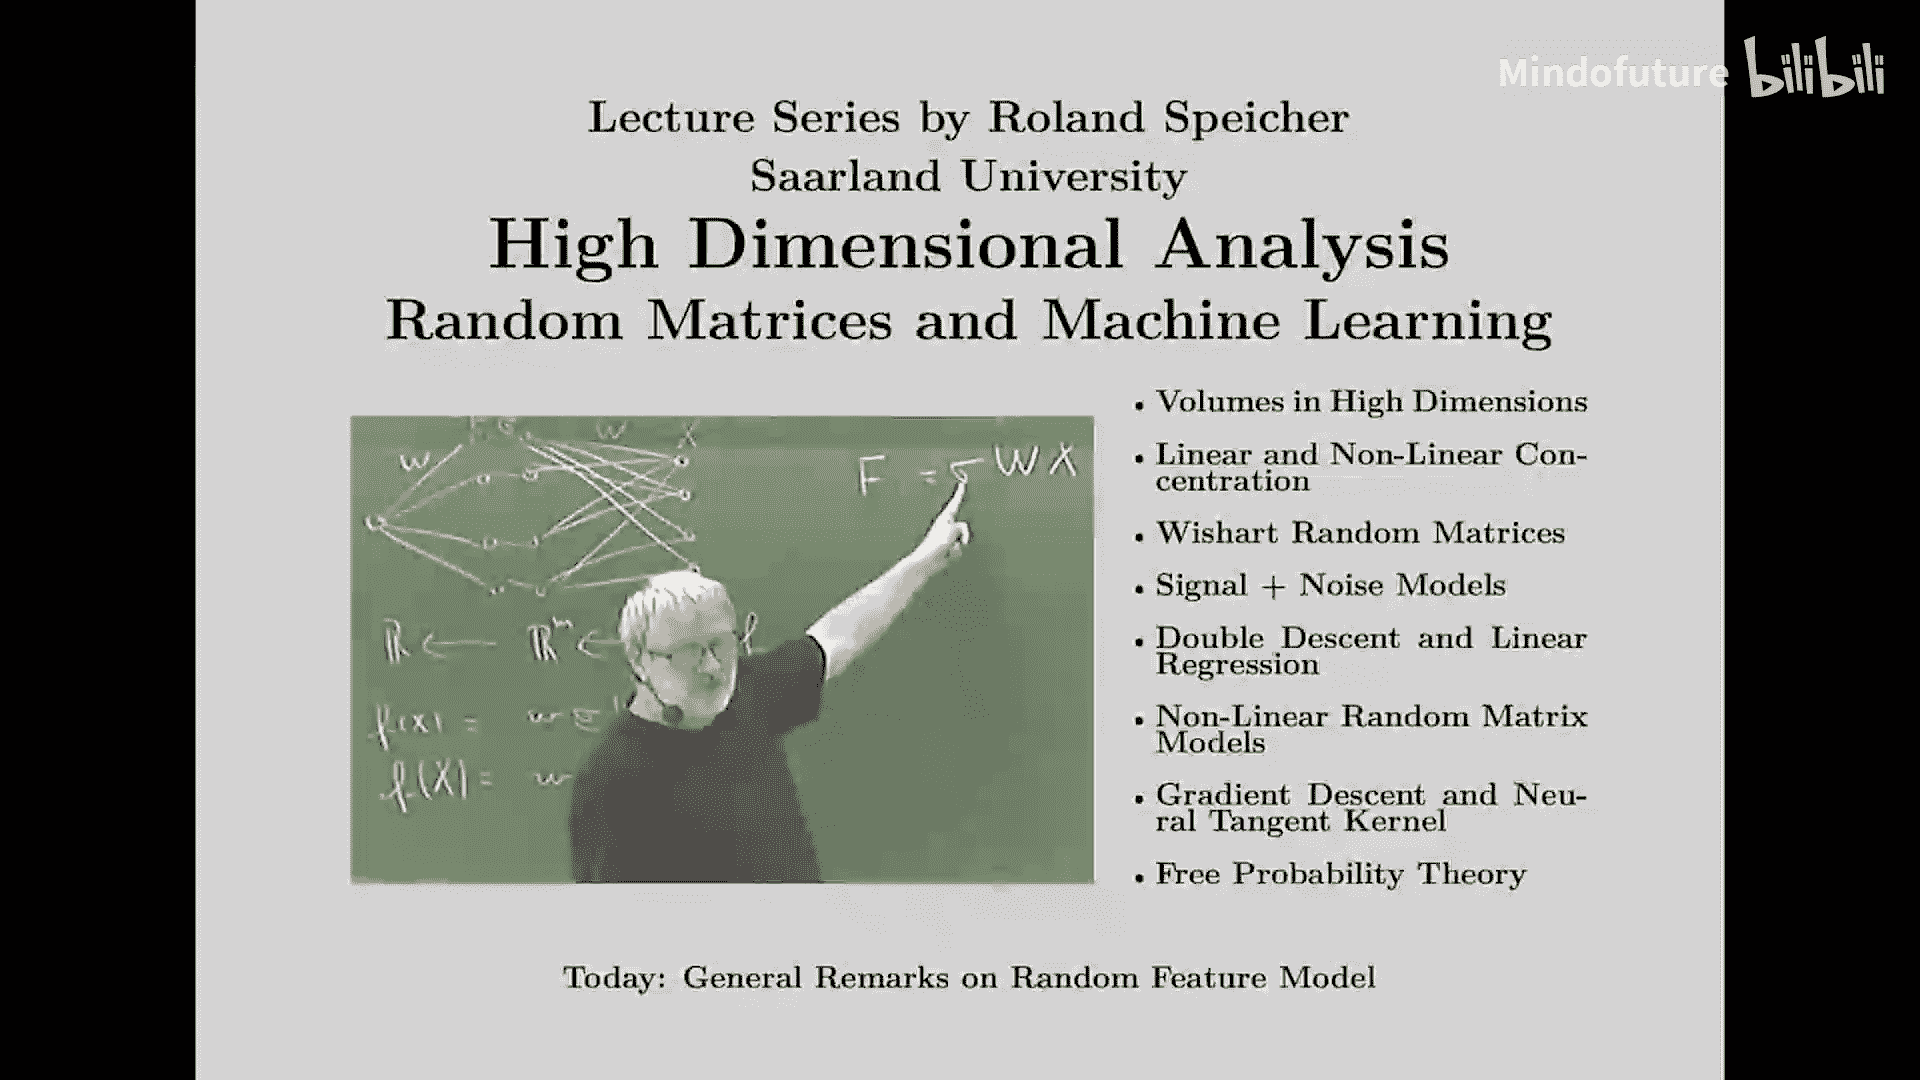 Mindofuture bilibili
Lecture Series by Roland Speicher
Saarland University
High Dimensional Analysis
Random Matrices and Machine Learning
• Volumes in High Dimensions
• Linear and Non-Linear Con-
centration
• Wishart Random Matrices
• Signal + Noise Models
• Double Descent and Linear
Regression
• Non-Linear Random Matrix
Models
• Gradient Descent and Neu-
ral Tangent Kernel
• Free Probability Theory
w
W X
F = σ W X
ℝ ← ℝᵐ ←
f(x) = w σ
f(X) = w
Today: General Remarks on Random Feature Model